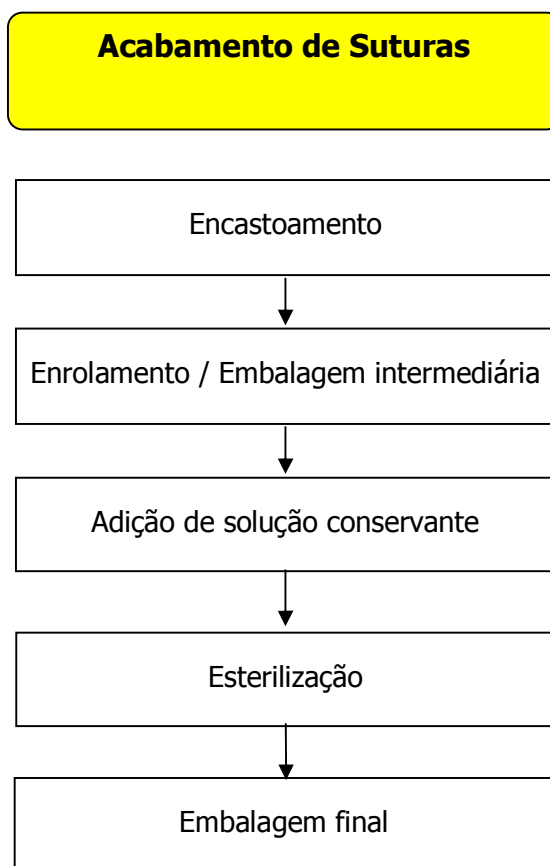 Acabamento de Suturas
Encastoamento
Enrolamento / Embalagem intermediária
Adição de solução conservante
Esterilização
Embalagem final